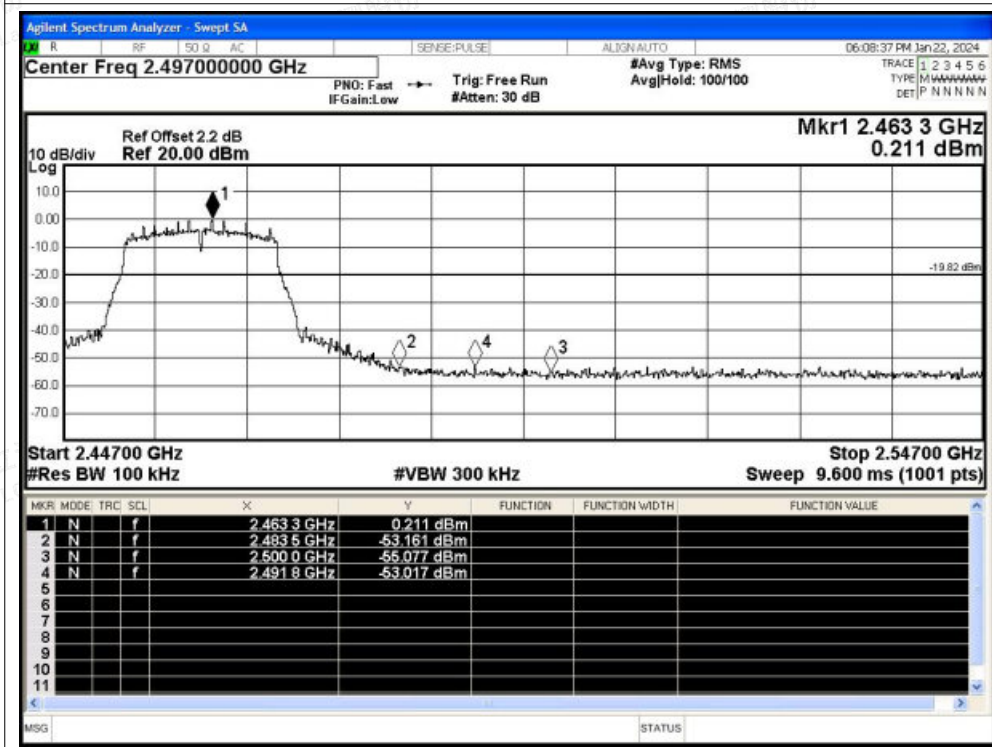 Agilent Spectrum Analyzer - Swept SA
LXI R RF 50 Ω AC SENSE:PULSE ALIGN AUTO 06:08:37 PM Jan 22, 2024
Center Freq 2.497000000 GHz
PNO: Fast
IFGain:Low
Trig: Free Run
#Atten: 30 dB
#Avg Type: RMS
Avg|Hold: 100/100
TRACE 1 2 3 4 5 6
TYPE M WWWWW
DET P N N N N N
Mkr1 2.463 3 GHz
0.211 dBm
Ref Offset 2.2 dB
10 dB/div Ref 20.00 dBm
Log
10.0
0.00
-10.0
-20.0
-30.0
-40.0
-50.0
-60.0
-70.0
1
2
4
3
-19.82 dBm
Start 2.44700 GHz Stop 2.54700 GHz
#Res BW 100 kHz #VBW 300 kHz Sweep 9.600 ms (1001 pts)
MKR MODE TRC SCL X Y FUNCTION FUNCTION WIDTH FUNCTION VALUE
1 N f 2.463 3 GHz 0.211 dBm
2 N f 2.483 5 GHz -53.161 dBm
3 N f 2.500 0 GHz -55.077 dBm
4 N f 2.491 8 GHz -53.017 dBm
5
6
7
8
9
10
11
MSG STATUS